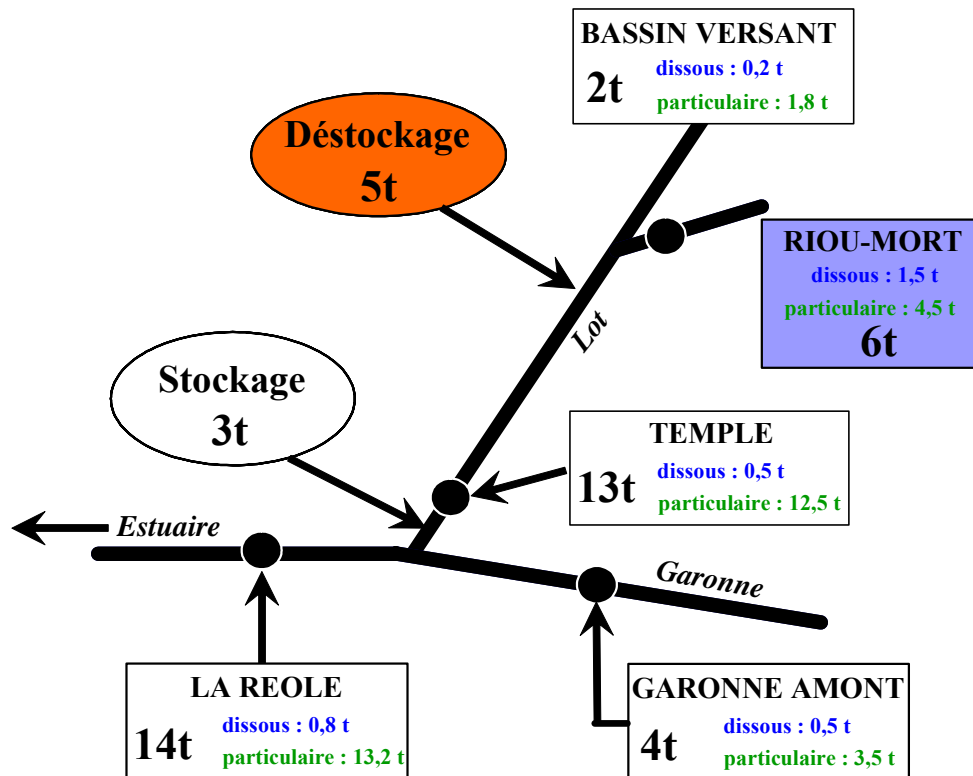 BASSIN VERSANT
2t
dissous : 0,2 t
particulaire : 1,8 t
Déstockage
5t
RIOU-MORT
dissous : 1,5 t
particulaire : 4,5 t
6t
Lot
Stockage
3t
TEMPLE
13t
dissous : 0,5 t
particulaire : 12,5 t
Estuaire
Garonne
LA REOLE
14t
dissous : 0,8 t
particulaire : 13,2 t
GARONNE AMONT
4t
dissous : 0,5 t
particulaire : 3,5 t